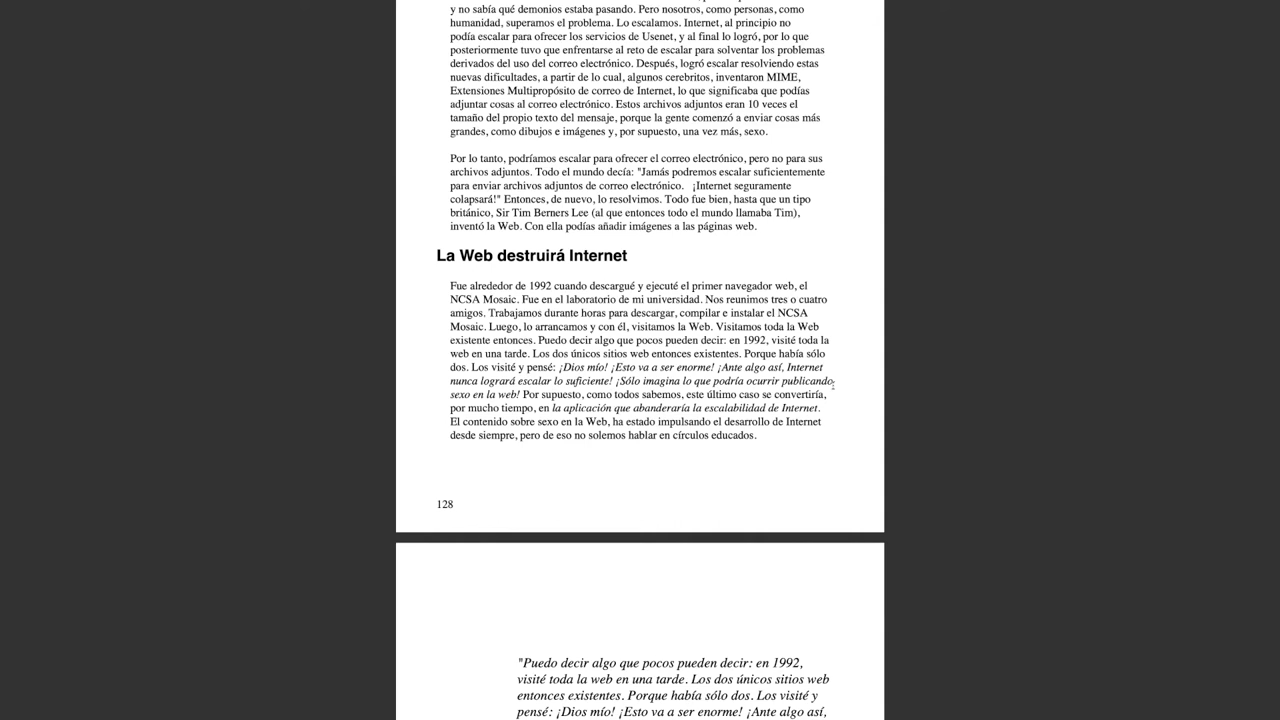 y no sabía qué demonios estaba pasando. Pero nosotros, como personas, como
humanidad, superamos el problema. Lo escalamos. Internet, al principio no
podía escalar para ofrecer los servicios de Usenet, y al final lo logró, por lo que
posteriormente tuvo que enfrentarse al reto de escalar para solventar los problemas
derivados del uso del correo electrónico. Después, logró escalar resolviendo estas
nuevas dificultades, a partir de lo cual, algunos cerebritos, inventaron MIME,
Extensiones Multipropósito de correo de Internet, lo que significaba que podías
adjuntar cosas al correo electrónico. Estos archivos adjuntos eran 10 veces el
tamaño del propio texto del mensaje, porque la gente comenzó a enviar cosas más
grandes, como dibujos e imágenes y, por supuesto, una vez más, sexo.
Por lo tanto, podríamos escalar para ofrecer el correo electrónico, pero no para sus
archivos adjuntos. Todo el mundo decía: "Jamás podremos escalar suficientemente
para enviar archivos adjuntos de correo electrónico. ¡Internet seguramente
colapsará!" Entonces, de nuevo, lo resolvimos. Todo fue bien, hasta que un tipo
británico, Sir Tim Berners Lee (al que entonces todo el mundo llamaba Tim),
inventó la Web. Con ella podías añadir imágenes a las páginas web.
La Web destruirá Internet
Fue alrededor de 1992 cuando descargué y ejecuté el primer navegador web, el
NCSA Mosaic. Fue en el laboratorio de mi universidad. Nos reunimos tres o cuatro
amigos. Trabajamos durante horas para descargar, compilar e instalar el NCSA
Mosaic. Luego, lo arrancamos y con él, visitamos la Web. Visitamos toda la Web
existente entonces. Puedo decir algo que pocos pueden decir: en 1992, visité toda la
web en una tarde. Los dos únicos sitios web entonces existentes. Porque había sólo
dos. Los visité y pensé: ¡Dios mío! ¡Esto va a ser enorme! ¡Ante algo así, Internet
nunca logrará escalar lo suficiente! ¡Sólo imagina lo que podría ocurrir publicando
sexo en la web! Por supuesto, como todos sabemos, este último caso se convertiría,
por mucho tiempo, en la aplicación que abanderaría la escalabilidad de Internet.
El contenido sobre sexo en la Web, ha estado impulsando el desarrollo de Internet
desde siempre, pero de eso no solemos hablar en círculos educados.
128
"Puedo decir algo que pocos pueden decir: en 1992,
visité toda la web en una tarde. Los dos únicos sitios web
entonces existentes. Porque había sólo dos. Los visité y
pensé: ¡Dios mío! ¡Esto va a ser enorme! ¡Ante algo así,